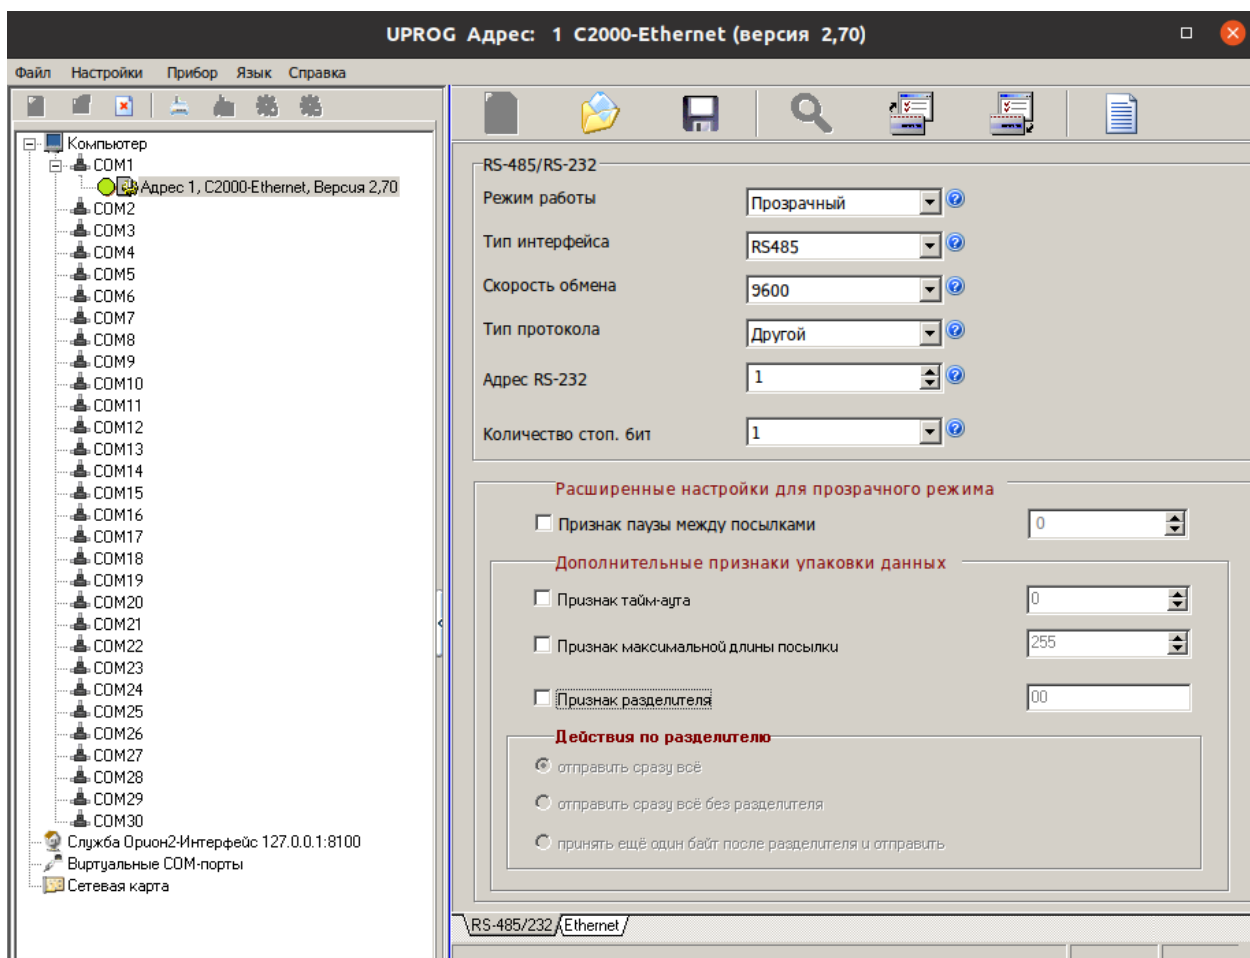 UPROG Адрес: 1 С2000-Ethernet (версия 2,70)
Файл Настройки Прибор Язык Справка
Компьютер
COM1
Адрес 1, С2000-Ethernet, Версия 2,70
COM2
COM3
COM4
COM5
COM6
COM7
COM8
COM9
COM10
COM11
COM12
COM13
COM14
COM15
COM16
COM17
COM18
COM19
COM20
COM21
COM22
COM23
COM24
COM25
COM26
COM27
COM28
COM29
COM30
Служба Орион2-Интерфейс 127.0.0.1:8100
Виртуальные COM-порты
Сетевая карта
RS-485/RS-232
Режим работы Прозрачный
Тип интерфейса RS485
Скорость обмена 9600
Тип протокола Другой
Адрес RS-232 1
Количество стоп. бит 1
Расширенные настройки для прозрачного режима
Признак паузы между посылками 0
Дополнительные признаки упаковки данных
Признак тайм-аута 0
Признак максимальной длины посылки 255
Признак разделителя 00
Действия по разделителю
отправить сразу всё
отправить сразу всё без разделителя
принять ещё один байт после разделителя и отправить
RS-485/232 Ethernet